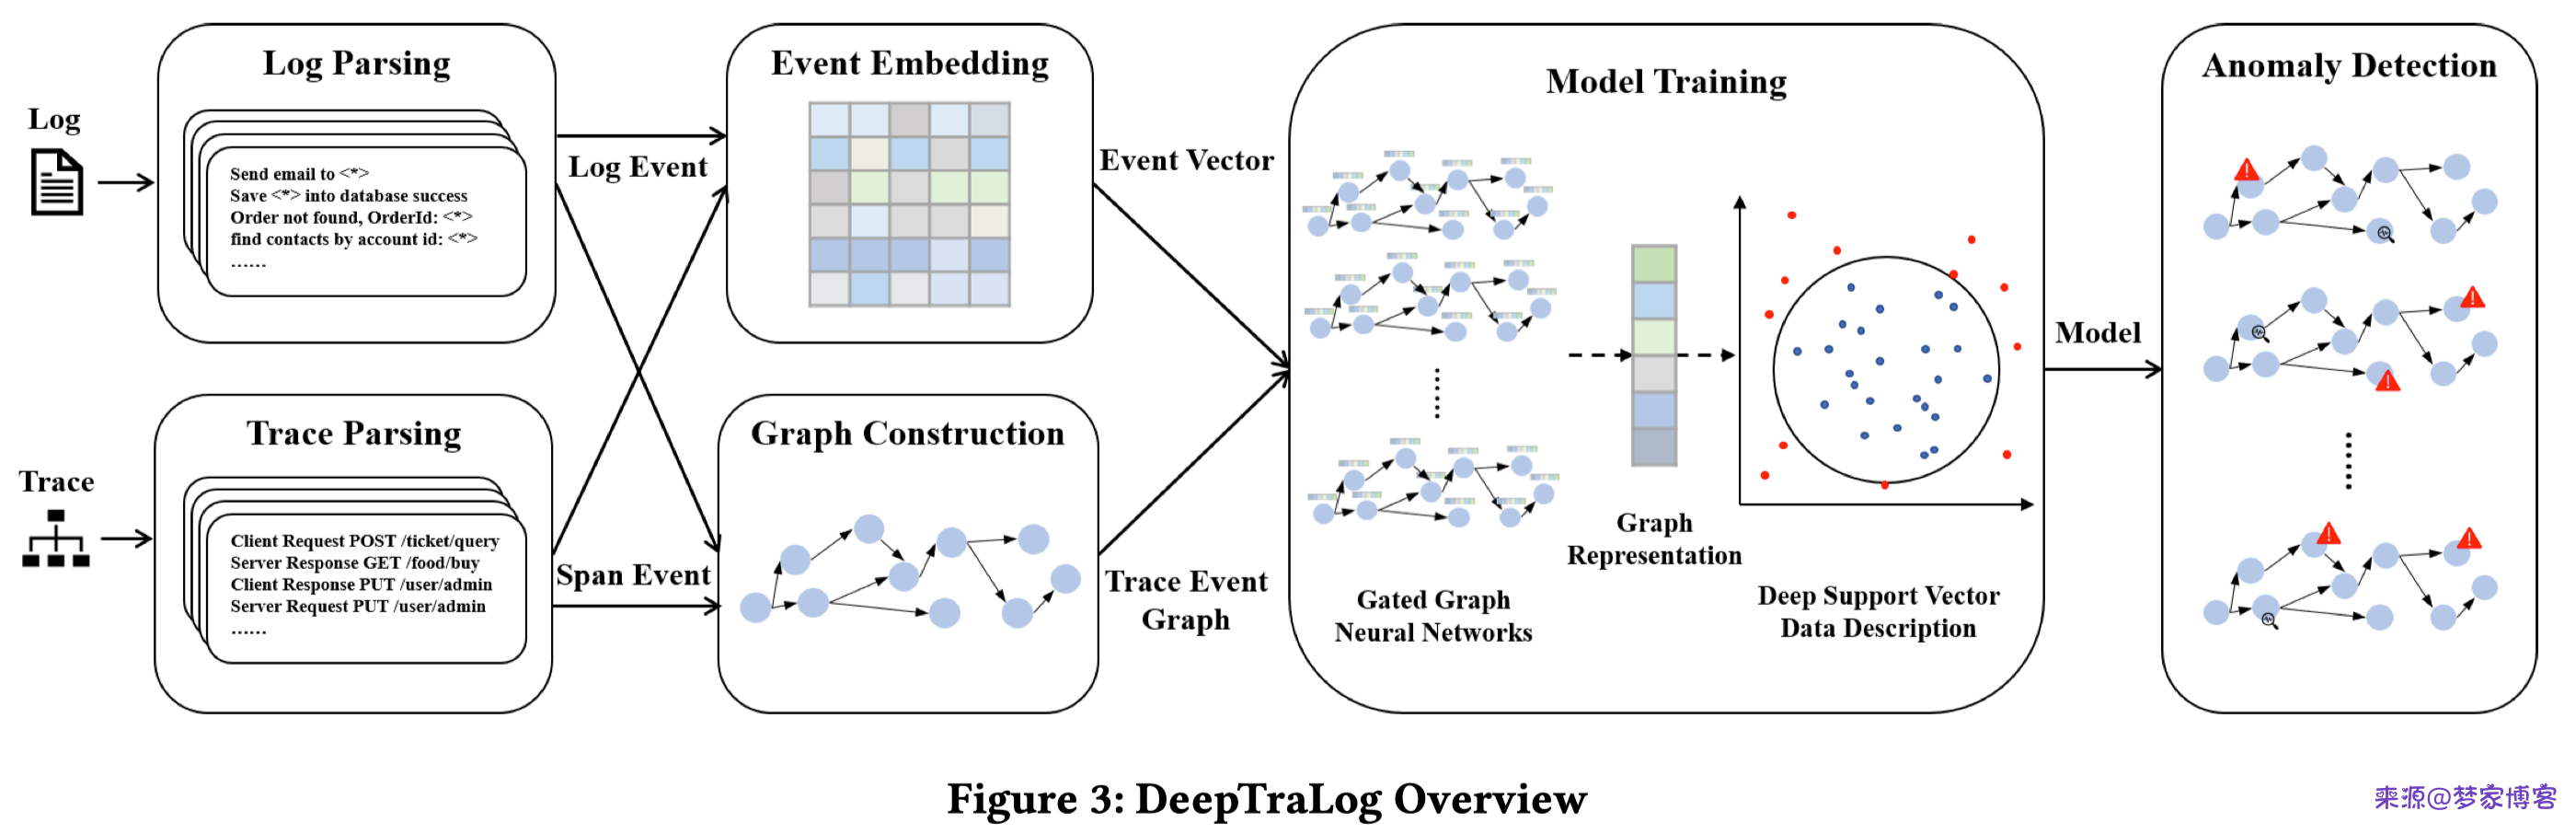 Log
Log Parsing
Send email to <*>
Save <*> into database success
Order not found, OrderId: <*>
find contacts by account id: <*>
......
Log Event
Trace
Trace Parsing
Client Request POST /ticket/query
Server Response GET /food/buy
Client Response PUT /user/admin
Server Request PUT /user/admin
......
Span Event
Event Embedding
Event Vector
Graph Construction
Trace Event
Graph
Model Training
Gated Graph
Neural Networks
Graph
Representation
Deep Support Vector
Data Description
Model
Anomaly Detection
Figure 3: DeepTraLog Overview
来源@梦家博客